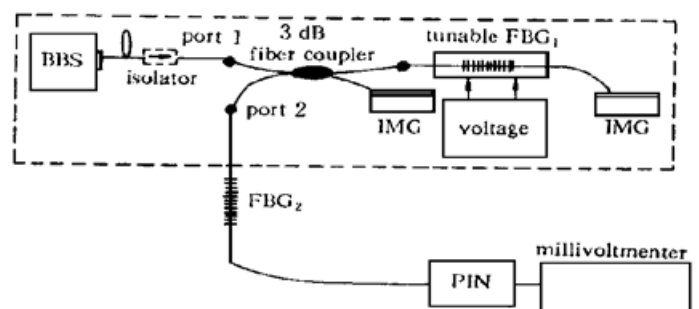 BBS
isolator
port 1
3 dB
fiber coupler
tunable FBG₁
port 2
IMG
voltage
IMG
FBG₂
PIN
millivoltmenter